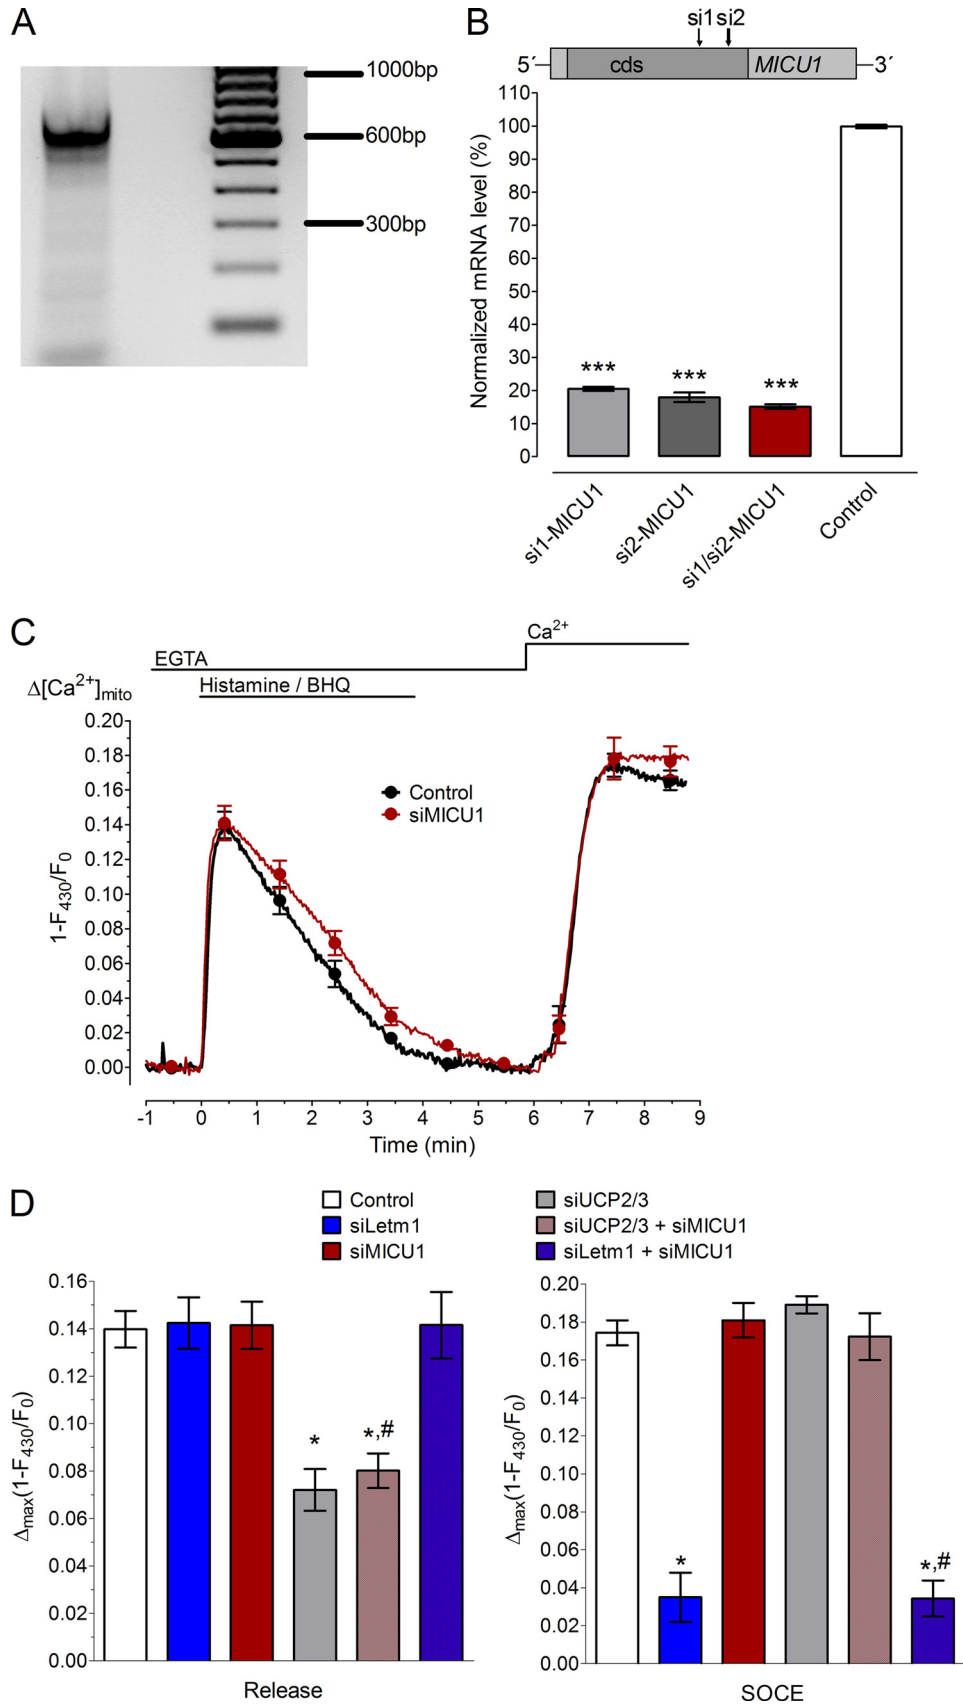 A
1000bp
600bp
300bp
B
si1 si2
5´ cds MICU1 3´
Normalized mRNA level (%)
110
100
90
80
70
60
50
40
30
20
10
0
*** *** ***
si1-MICU1
si2-MICU1
si1/si2-MICU1
Control
C
Ca2+
EGTA
Histamine / BHQ
Δ[Ca2+]mito
1-F430/F0
0.20
0.18
0.16
0.14
0.12
0.10
0.08
0.06
0.04
0.02
0.00
Control
siMICU1
-1 0 1 2 3 4 5 6 7 8 9
Time (min)
D
Control
siLetm1
siMICU1
siUCP2/3
siUCP2/3 + siMICU1
siLetm1 + siMICU1
Δmax(1-F430/F0)
0.16
0.14
0.12
0.10
0.08
0.06
0.04
0.02
0.00
* *,#
Release
Δmax(1-F430/F0)
0.20
0.18
0.16
0.14
0.12
0.10
0.08
0.06
0.04
0.02
0.00
* *,#
SOCE